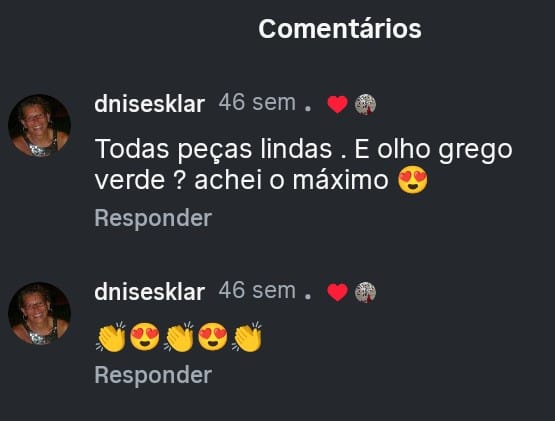 Comentários
dnisesklar 46 sem .
Todas peças lindas . E olho grego
verde ? achei o máximo 😍
Responder
dnisesklar 46 sem .
👏😍👏😍👏
Responder